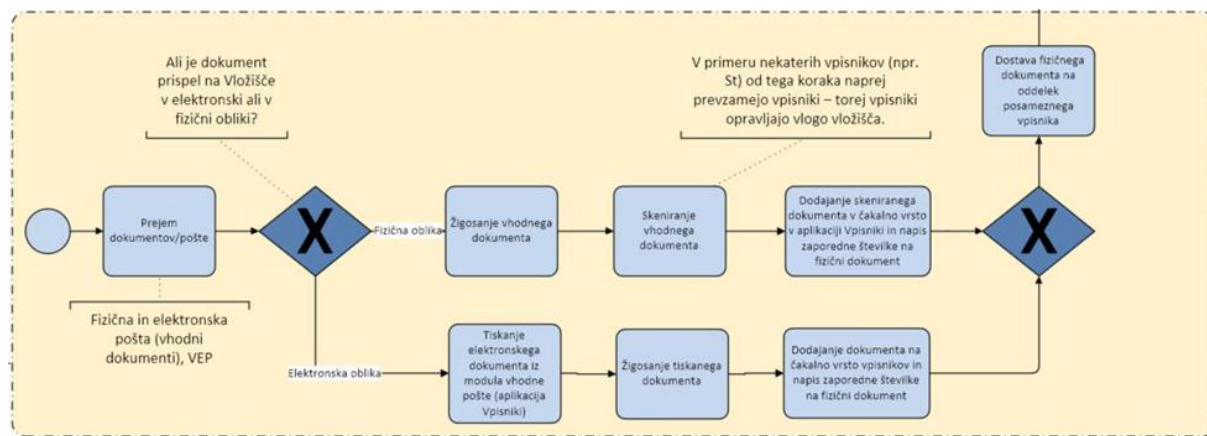 Ali je dokument
prispel na Vložišče
v elektronski ali v
fizični obliki?
V primeru nekaterih vpisnikov (npr.
St) od tega koraka naprej
prevzamejo vpisniki – torej vpisniki
opravljajo vlogo vložišča.
Dostava fizičnega
dokumenta na
oddelek
posameznega
vpisnika
Prejem
dokumentov/pošte
X
Fizična oblika
Žigosanje vhodnega
dokumenta
Skeniranje
vhodnega
dokumenta
Dodajanje skeniranega
dokumenta v čakalno vrsto
v aplikaciji Vpisniki in napis
zaporedne številke na
fizični dokument
X
Fizična in elektronska
pošta (vhodni
dokumenti), VEP
Elektronska oblika
Tiskanje
elektronskega
dokumenta iz
modula vhodne
pošte (aplikacija
Vpisniki)
Žigosanje tiskanega
dokumenta
Dodajanje dokumenta na
čakalno vrsto vpisnikov in
napis zaporedne številke
na fizični dokument